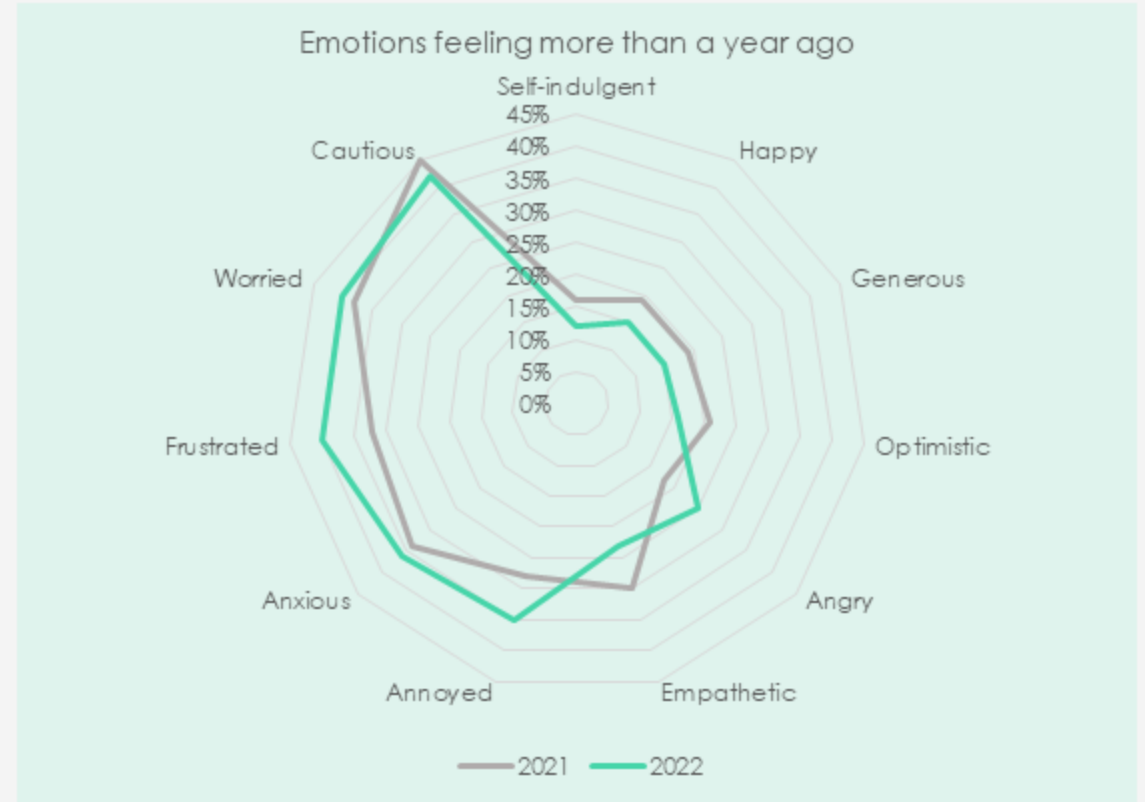 Emotions feeling more than a year ago
Self-indulgent
45%
40%
35%
30%
25%
20%
15%
10%
5%
0%
Happy
Generous
Optimistic
Angry
Empathetic
Annoyed
Anxious
Frustrated
Worried
Cautious
2021
2022